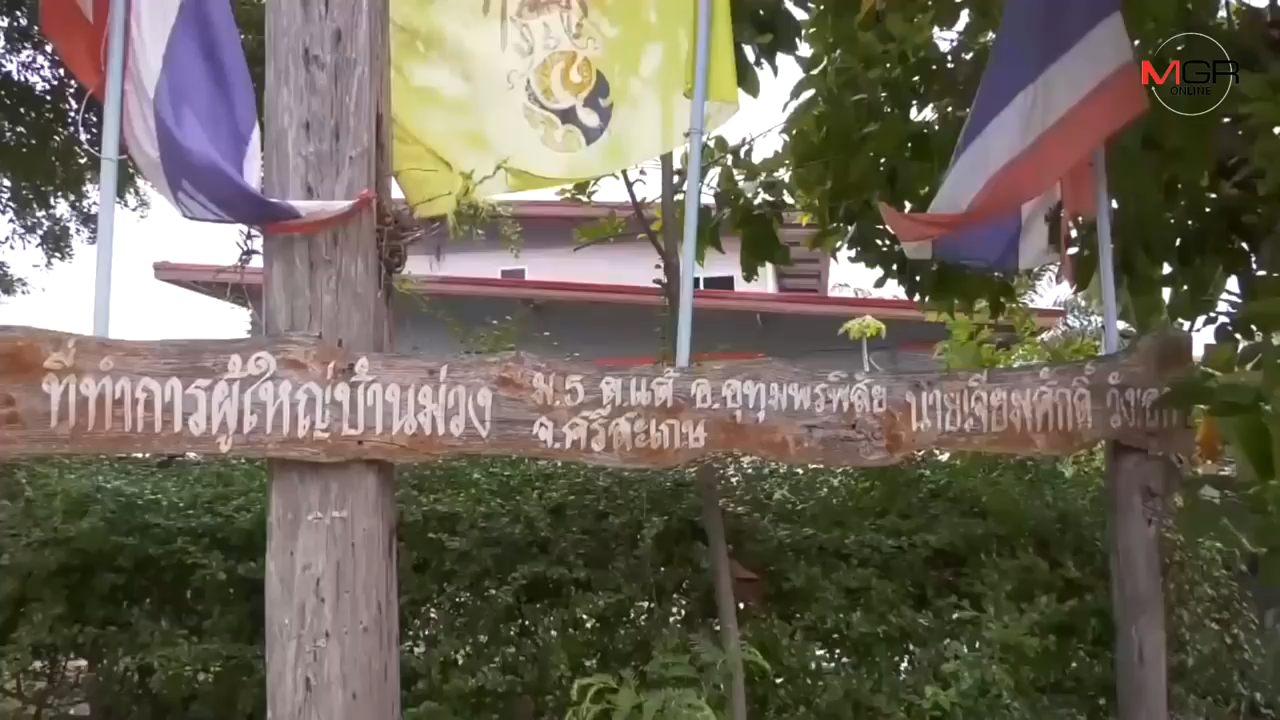 MGR
ONLINE
ที่ทำการผู้ใหญ่บ้านม่วง
ม.5 ต.แต้ อ.อุทุมพรพิสัย
จ.ศรีสะเกษ
นายเจียมศักดิ์